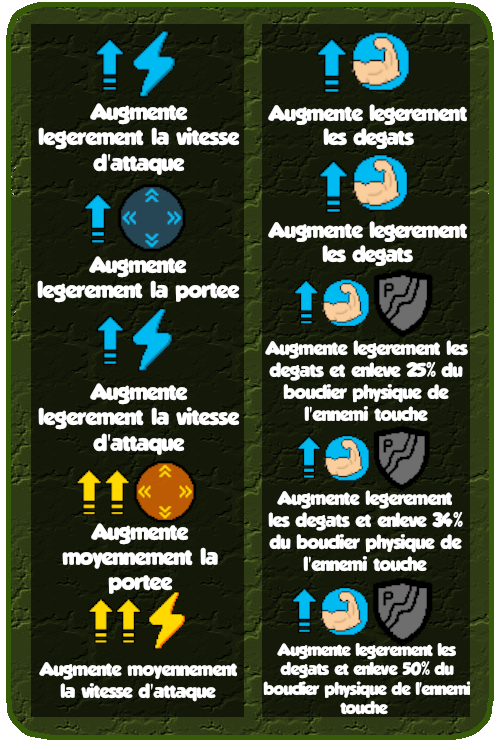 Augmente
legerement la vitesse
d'attaque
Augmente
legerement la portee
Augmente
legerement la vitesse
d'attaque
Augmente
moyennement la
portee
Augmente moyennement
la vitesse d'attaque
Augmente legerement
les degats
Augmente legerement
les degats
P
Augmente legerement les
degats et enleve 25% du
bouclier physique de
l'ennemi touche
P
Augmente legerement
les degats et enleve 34%
du bouclier physique de
l'ennemi touche
P
Augmente legerement les
degats et enleve 50% du
bouclier physique de l'ennemi
touche